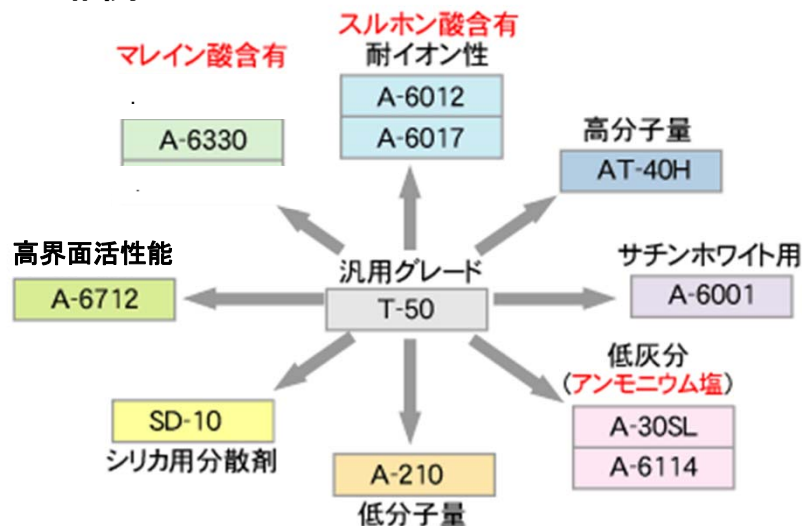 スルホン酸含有
マレイン酸含有
耐イオン性
A-6012
A-6330
A-6017
高分子量
AT-40H
高界面活性能
汎用グレード
サチンホワイト用
A-6712
T-50
A-6001
低灰分
(アンモニウム塩)
SD-10
A-30SL
シリカ用分散剤
A-210
A-6114
低分子量